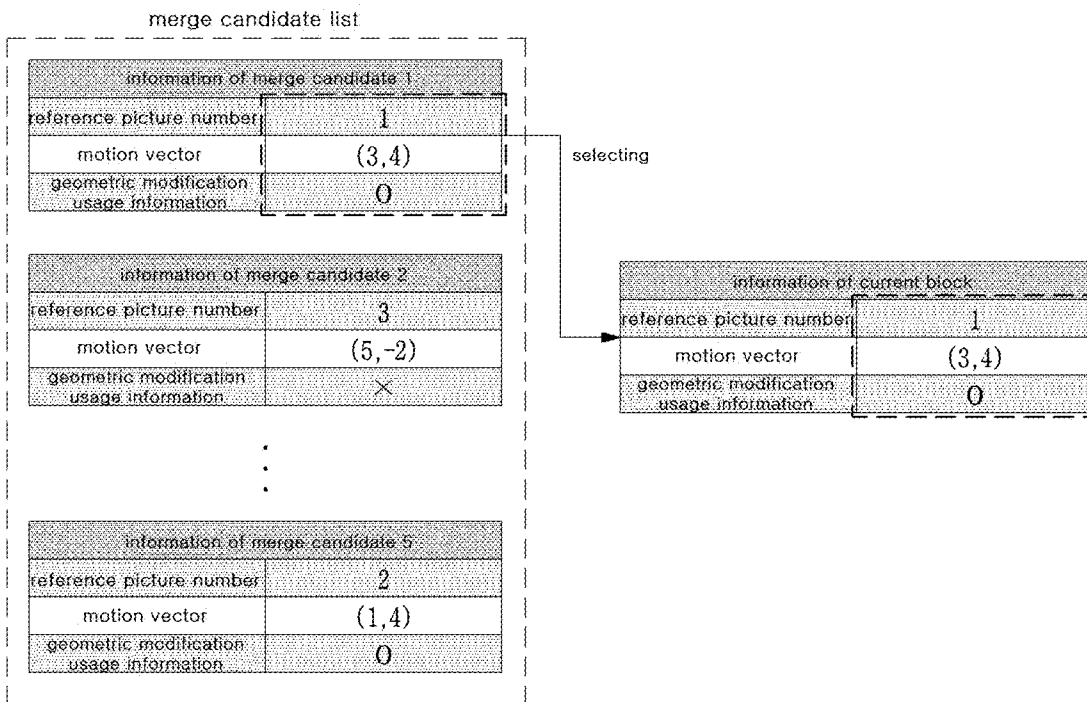 merge candidate list
information of merge candidate 1
reference picture number 1
motion vector (3,4)
geometric modification
usage information O
selecting
information of merge candidate 2
reference picture number 3
motion vector (5,-2)
geometric modification
usage information ×
information of current block
reference picture number 1
motion vector (3,4)
geometric modification
usage information O
information of merge candidate 5
reference picture number 2
motion vector (1,4)
geometric modification
usage information O